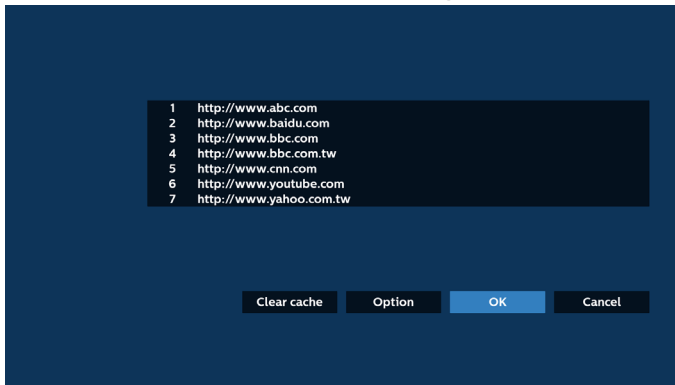 1 http://www.abc.com
2 http://www.baidu.com
3 http://www.bbc.com
4 http://www.bbc.com.tw
5 http://www.cnn.com
6 http://www.youtube.com
7 http://www.yahoo.com.tw
Clear cache Option OK Cancel